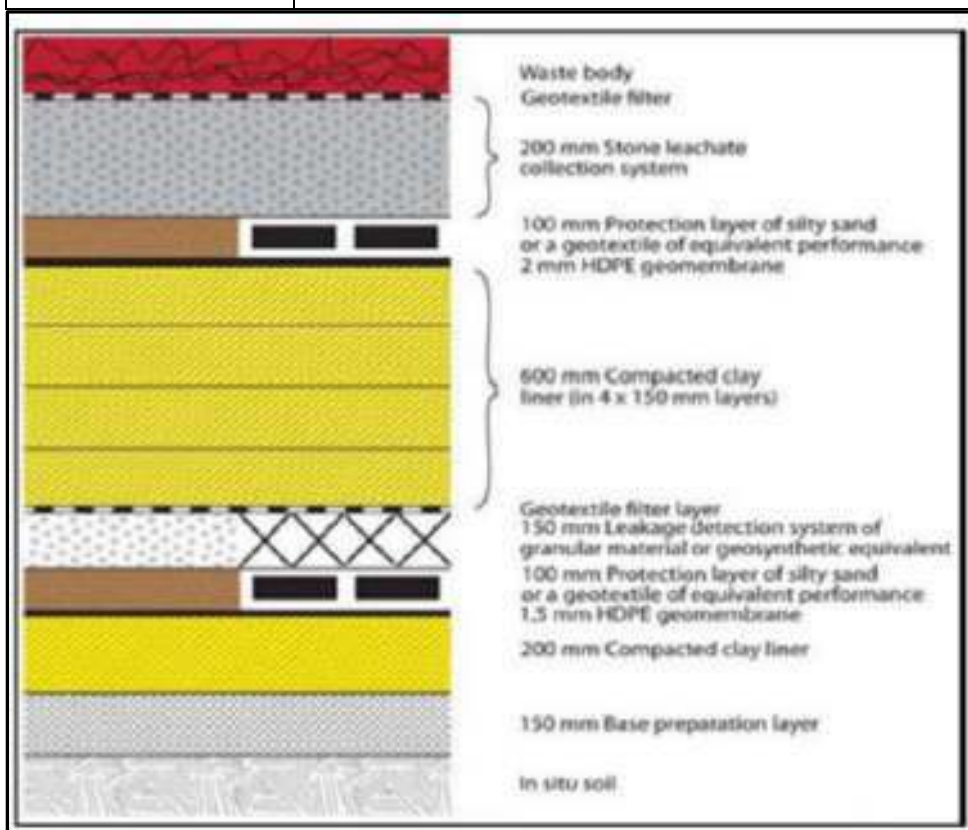 Waste body
Geotextile filter
200 mm Stone leachate
collection system
100 mm Protection layer of silty sand
or a geotextile of equivalent performance
2 mm HDPE geomembrane
600 mm Compacted clay
liner (in 4 x 150 mm layers)
Geotextile filter layer
150 mm Leakage detection system of
granular material or geosynthetic equivalent
100 mm Protection layer of silty sand
or a geotextile of equivalent performance
1,5 mm HDPE geomembrane
200 mm Compacted clay liner
150 mm Base preparation layer
In situ soil